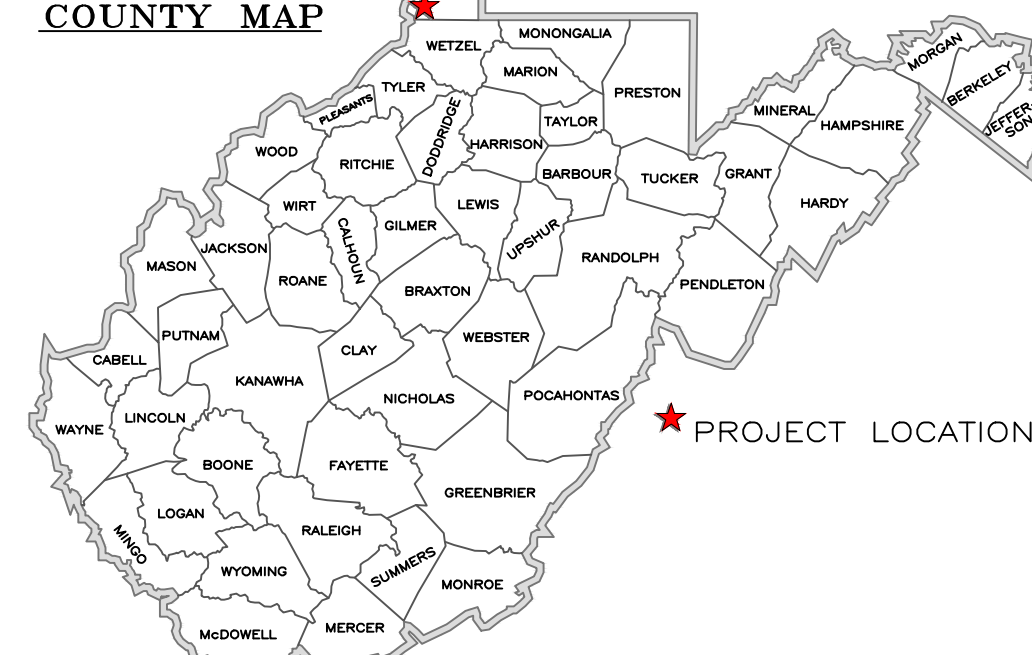 COUNTY MAP
MONONGALIA
WETZEL
MORGAN
MARION
BERKELEY
TYLER
PRESTON
PLEASANTS
MINERAL
JEFFER-
SON
TAYLOR
HAMPSHIRE
DODDRIDGE
HARRISON
WOOD
RITCHIE
BARBOUR
TUCKER
GRANT
WIRT
LEWIS
HARDY
GILMER
UPSHUR
CALHOUN
JACKSON
RANDOLPH
MASON
ROANE
BRAXTON
PENDLETON
PUTNAM
WEBSTER
CLAY
CABELL
KANAWHA
NICHOLAS
POCAHONTAS
LINCOLN
WAYNE
PROJECT LOCATION
BOONE
FAYETTE
GREENBRIER
LOGAN
RALEIGH
MINGO
SUMMERS
WYOMING
MONROE
MERCER
McDOWELL